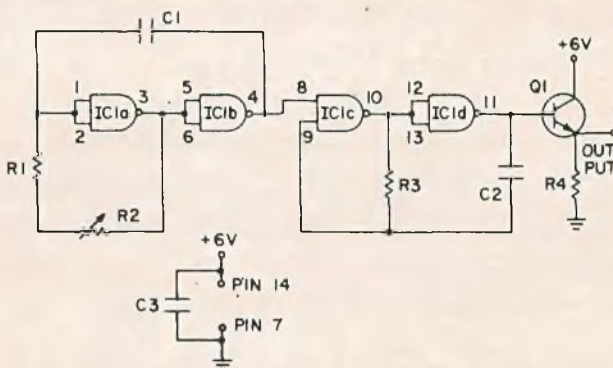 C1
+6V
Q1
1
3
5
4
8
10
12
11
IC1a
IC1b
IC1c
IC1d
2
6
9
13
OUT
PUT
R1
R2
R3
C2
R4
+6V
C3
PIN 14
PIN 7